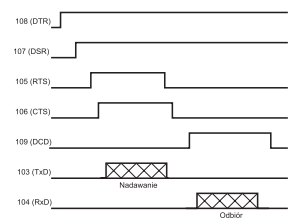 108 (DTR)
107 (DSR)
105 (RTS)
106 (CTS)
109 (DCD)
103 (TxD)
Nadawanie
104 (RxD)
Odbiór